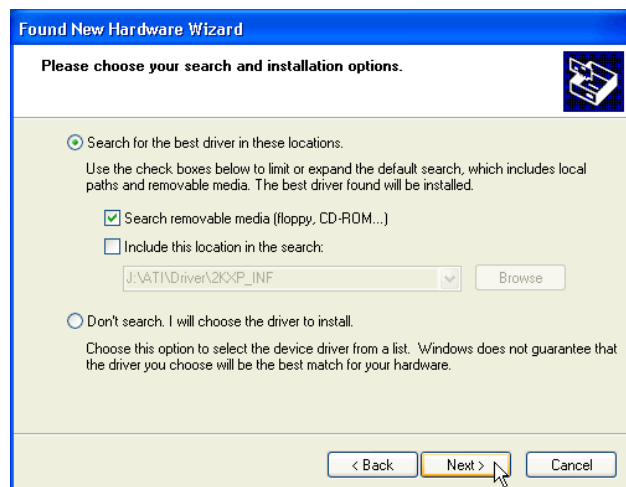 Found New Hardware Wizard
Please choose your search and installation options.
Search for the best driver in these locations.
Use the check boxes below to limit or expand the default search, which includes local
paths and removable media. The best driver found will be installed.
Search removable media (floppy, CD-ROM...)
Include this location in the search:
J:\ATI\Driver\2KXP_INF
Browse
Don't search. I will choose the driver to install.
Choose this option to select the device driver from a list. Windows does not guarantee that
the driver you choose will be the best match for your hardware.
< Back Next > Cancel